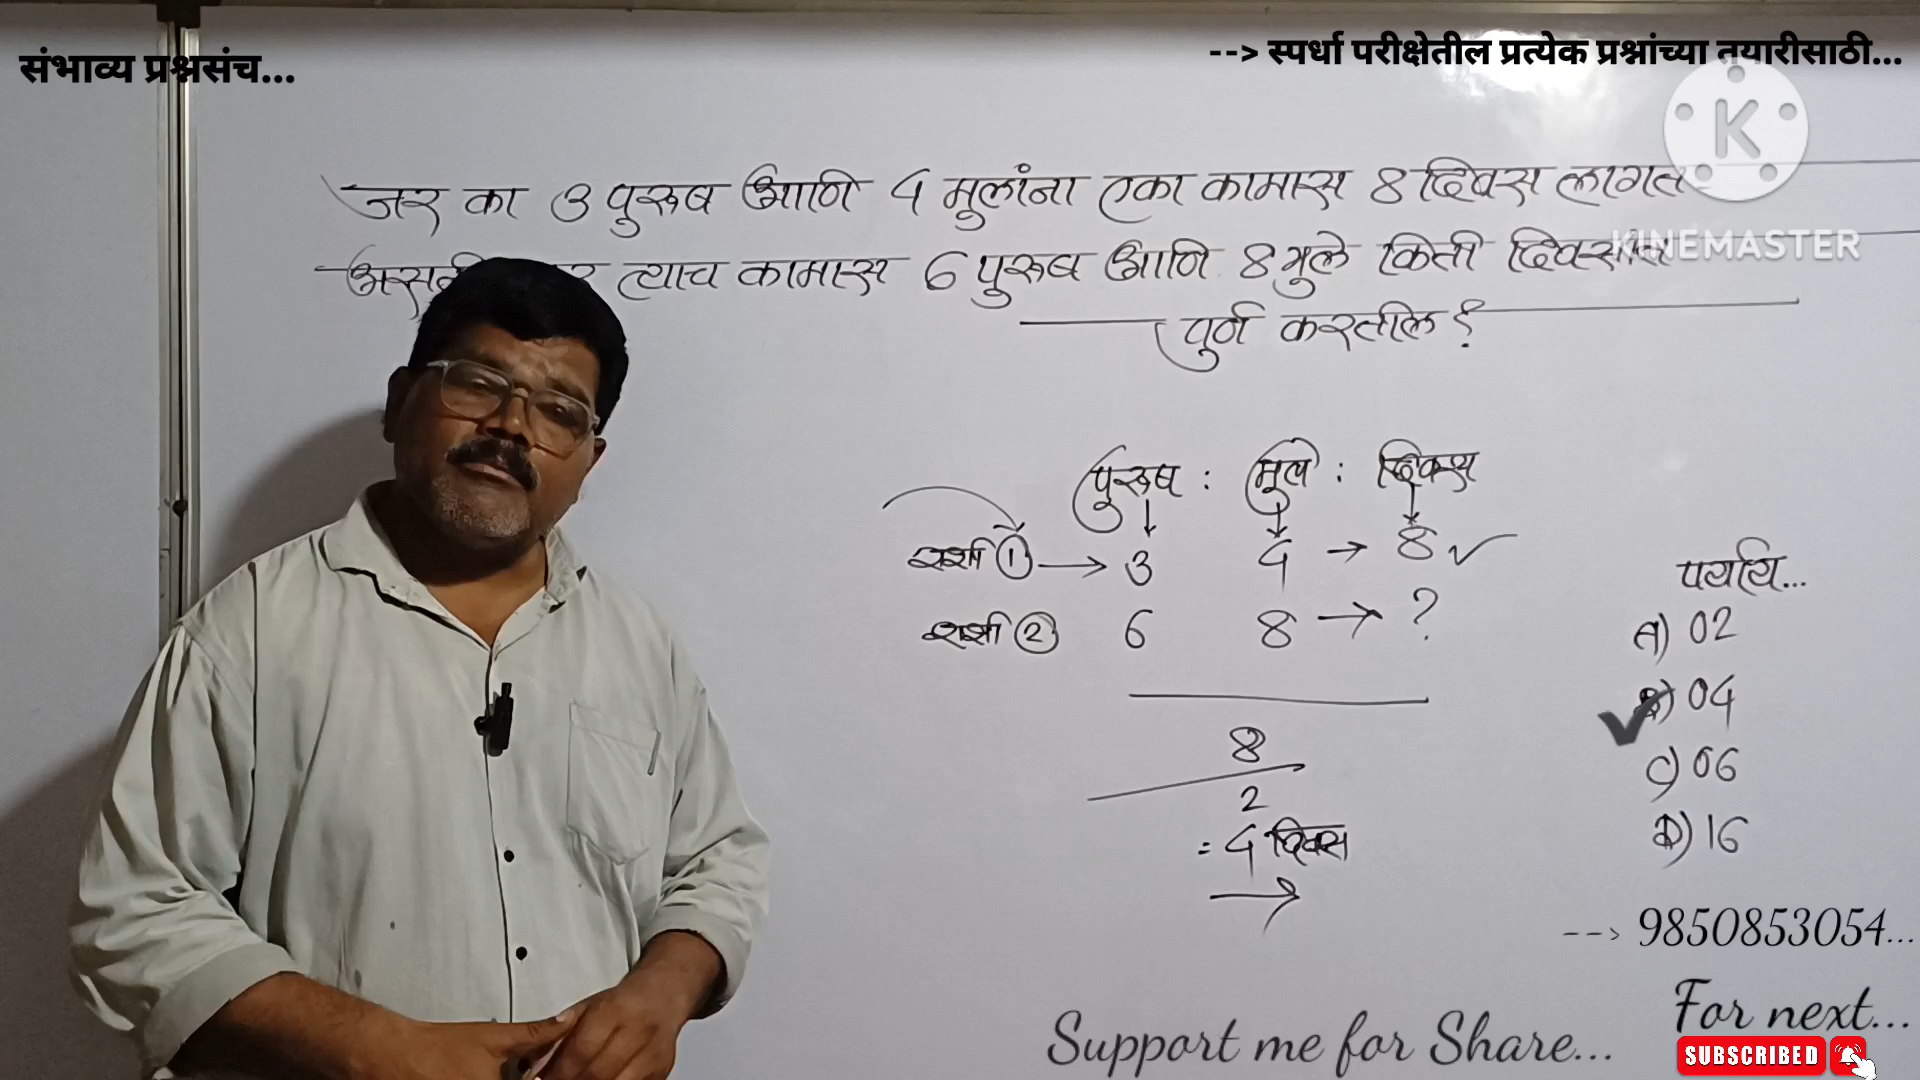 संभाव्य प्रश्नसंच...
--> स्पर्धा परीक्षेतील प्रत्येक प्रश्नांच्या तयारीसाठी...
K
KINEMASTER
जर का 3 पुरूष आणि 4 मुलांना एका कामास 8 दिवस लागत
त्याच कामास 6 पुरूष आणि 8 मुले किती दिवसांत
पुर्ण करतील ?
पुरूष : मुले : दिवस
राशी ① → 3 4 → 8 ✓
राशी ② 6 8 → ?
8
2
= 4 दिवस
पर्याय...
A) 02
B) 04
C) 06
D) 16
--> 9850853054...
For next...
Support me for Share...
SUBSCRIBED